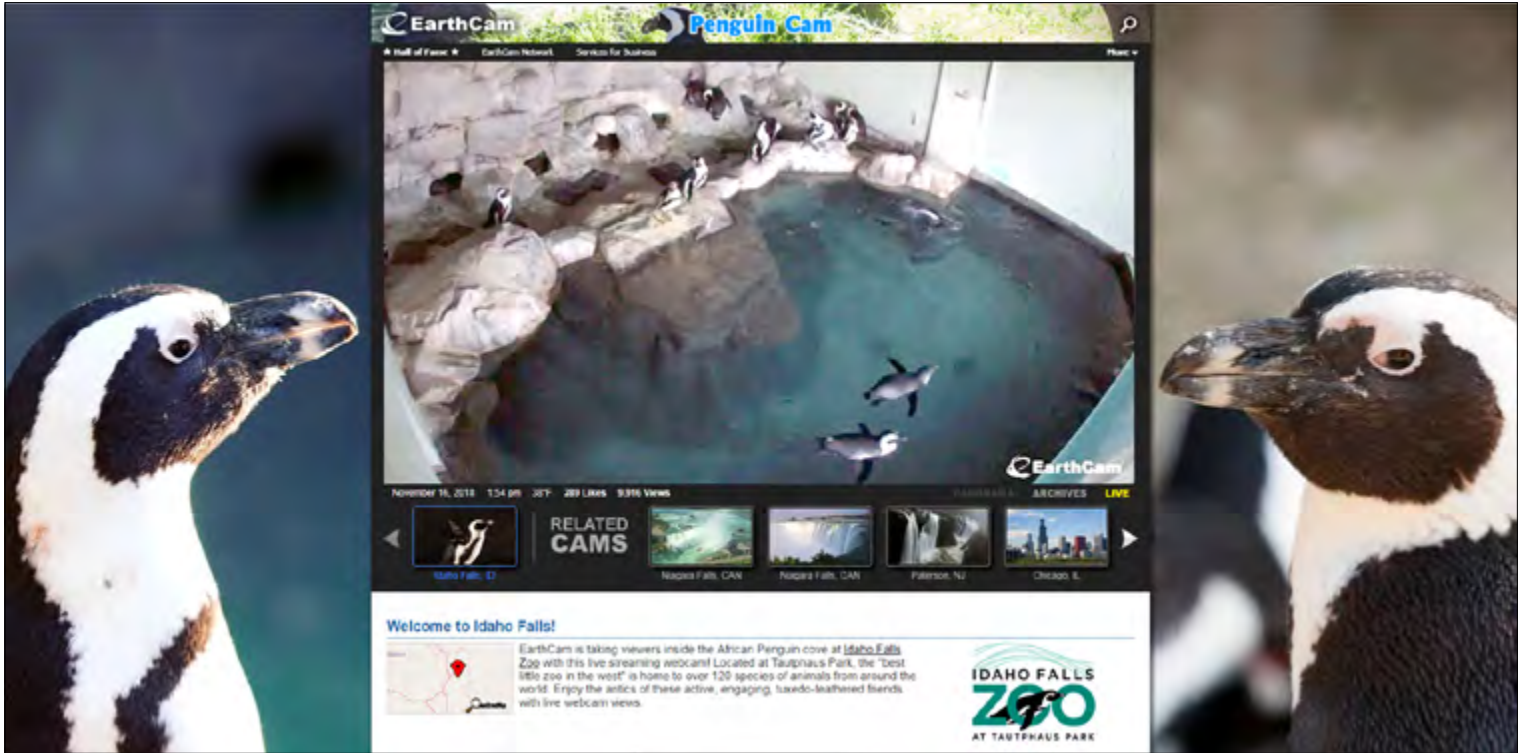 EarthCam
Penguin Cam
★ Hall of Fame ★ EarthCam Network Services for Business More
EarthCam
November 16, 2018 1:54 pm 38°F 289 Likes 9,916 Views PANORAMA ARCHIVES LIVE
RELATED
CAMS
Idaho Falls, ID Niagara Falls, CAN Niagara Falls, CAN Paterson, NJ Chicago, IL
Welcome to Idaho Falls!
EarthCam is taking viewers inside the African Penguin cove at Idaho Falls
Zoo with this live streaming webcam! Located at Tautphaus Park, the "best
little zoo in the west" is home to over 120 species of animals from around the
world. Enjoy the antics of these active, engaging, tuxedo-feathered friends
with live webcam views.
IDAHO FALLS
ZOO
AT TAUTPHAUS PARK